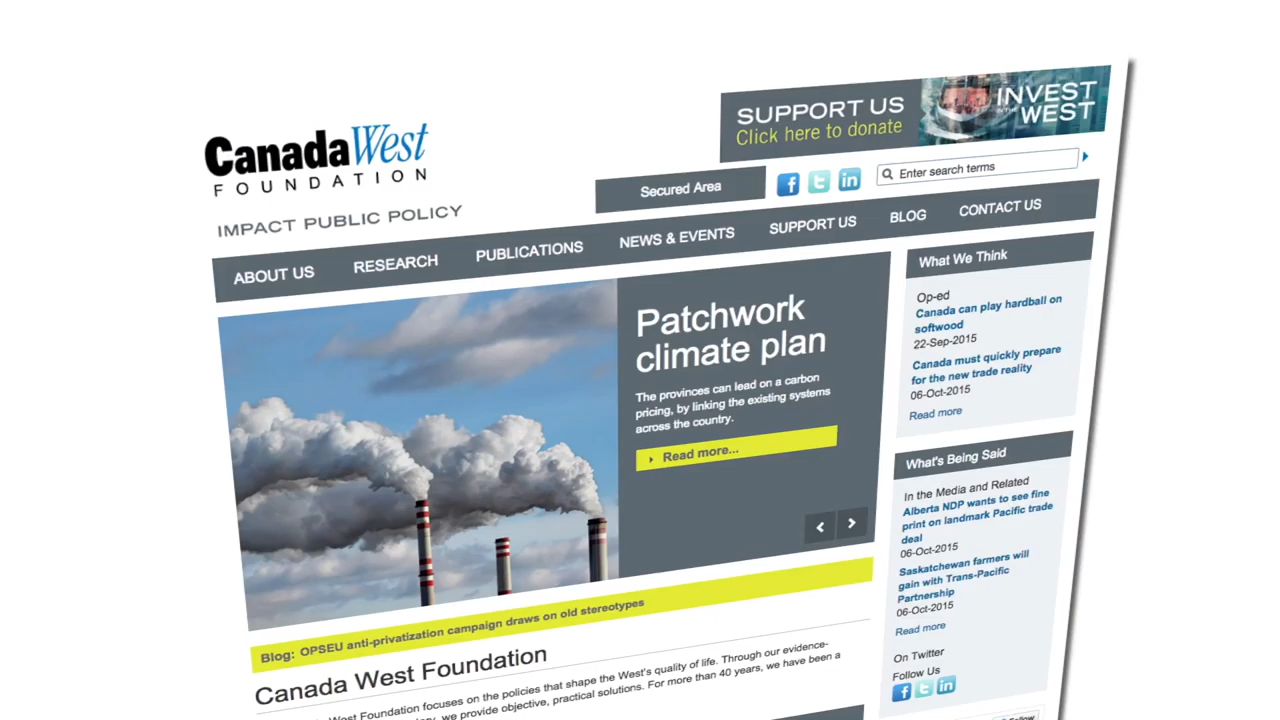 SUPPORT US
Click here to donate
INVEST
IN THE
WEST
CanadaWest
FOUNDATION
IMPACT PUBLIC POLICY
Secured Area
Enter search terms
ABOUT US
RESEARCH
PUBLICATIONS
NEWS & EVENTS
SUPPORT US
BLOG
CONTACT US
Patchwork
climate plan
The provinces can lead on a carbon
pricing, by linking the existing systems
across the country.
Read more...
Blog: OPSEU anti-privatization campaign draws on old stereotypes
Canada West Foundation
West Foundation focuses on the policies that shape the West's quality of life. Through our evidence-
we provide objective, practical solutions. For more than 40 years, we have been a
What We Think
Op-ed
Canada can play hardball on
softwood
22-Sep-2015
Canada must quickly prepare
for the new trade reality
06-Oct-2015
Read more
What's Being Said
In the Media and Related
Alberta NDP wants to see fine
print on landmark Pacific trade
deal
06-Oct-2015
Saskatchewan farmers will
gain with Trans-Pacific
Partnership
06-Oct-2015
Read more
On Twitter
Follow Us
Follow